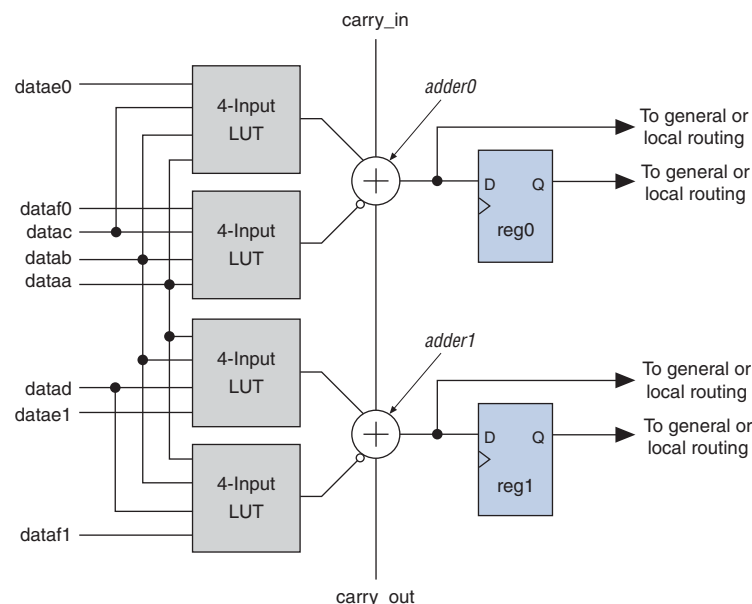 carry_in
adder0
datae0
4-Input
LUT
To general or
local routing
D Q
reg0
To general or
local routing
dataf0
datac
datab
dataa
4-Input
LUT
adder1
4-Input
LUT
To general or
local routing
datad
datae1
D Q
reg1
To general or
local routing
4-Input
LUT
dataf1
carry_out